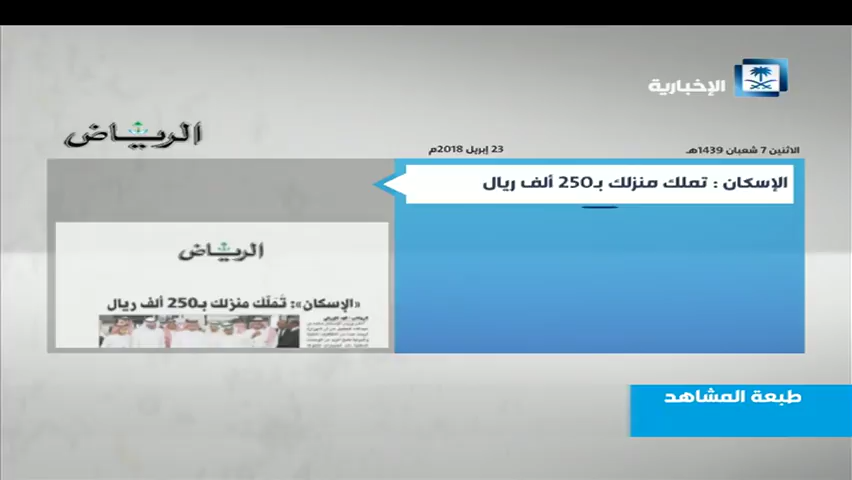 الإخبارية
الرياض
الاثنين 7 شعبان 1439هـ
23 إبريل 2018م
الإسكان : تملك منزلك بـ250 ألف ريال
الرياض
«الإسكان»: تُمَلّك منزلك بـ250 ألف ريال
طبعة المشاهد